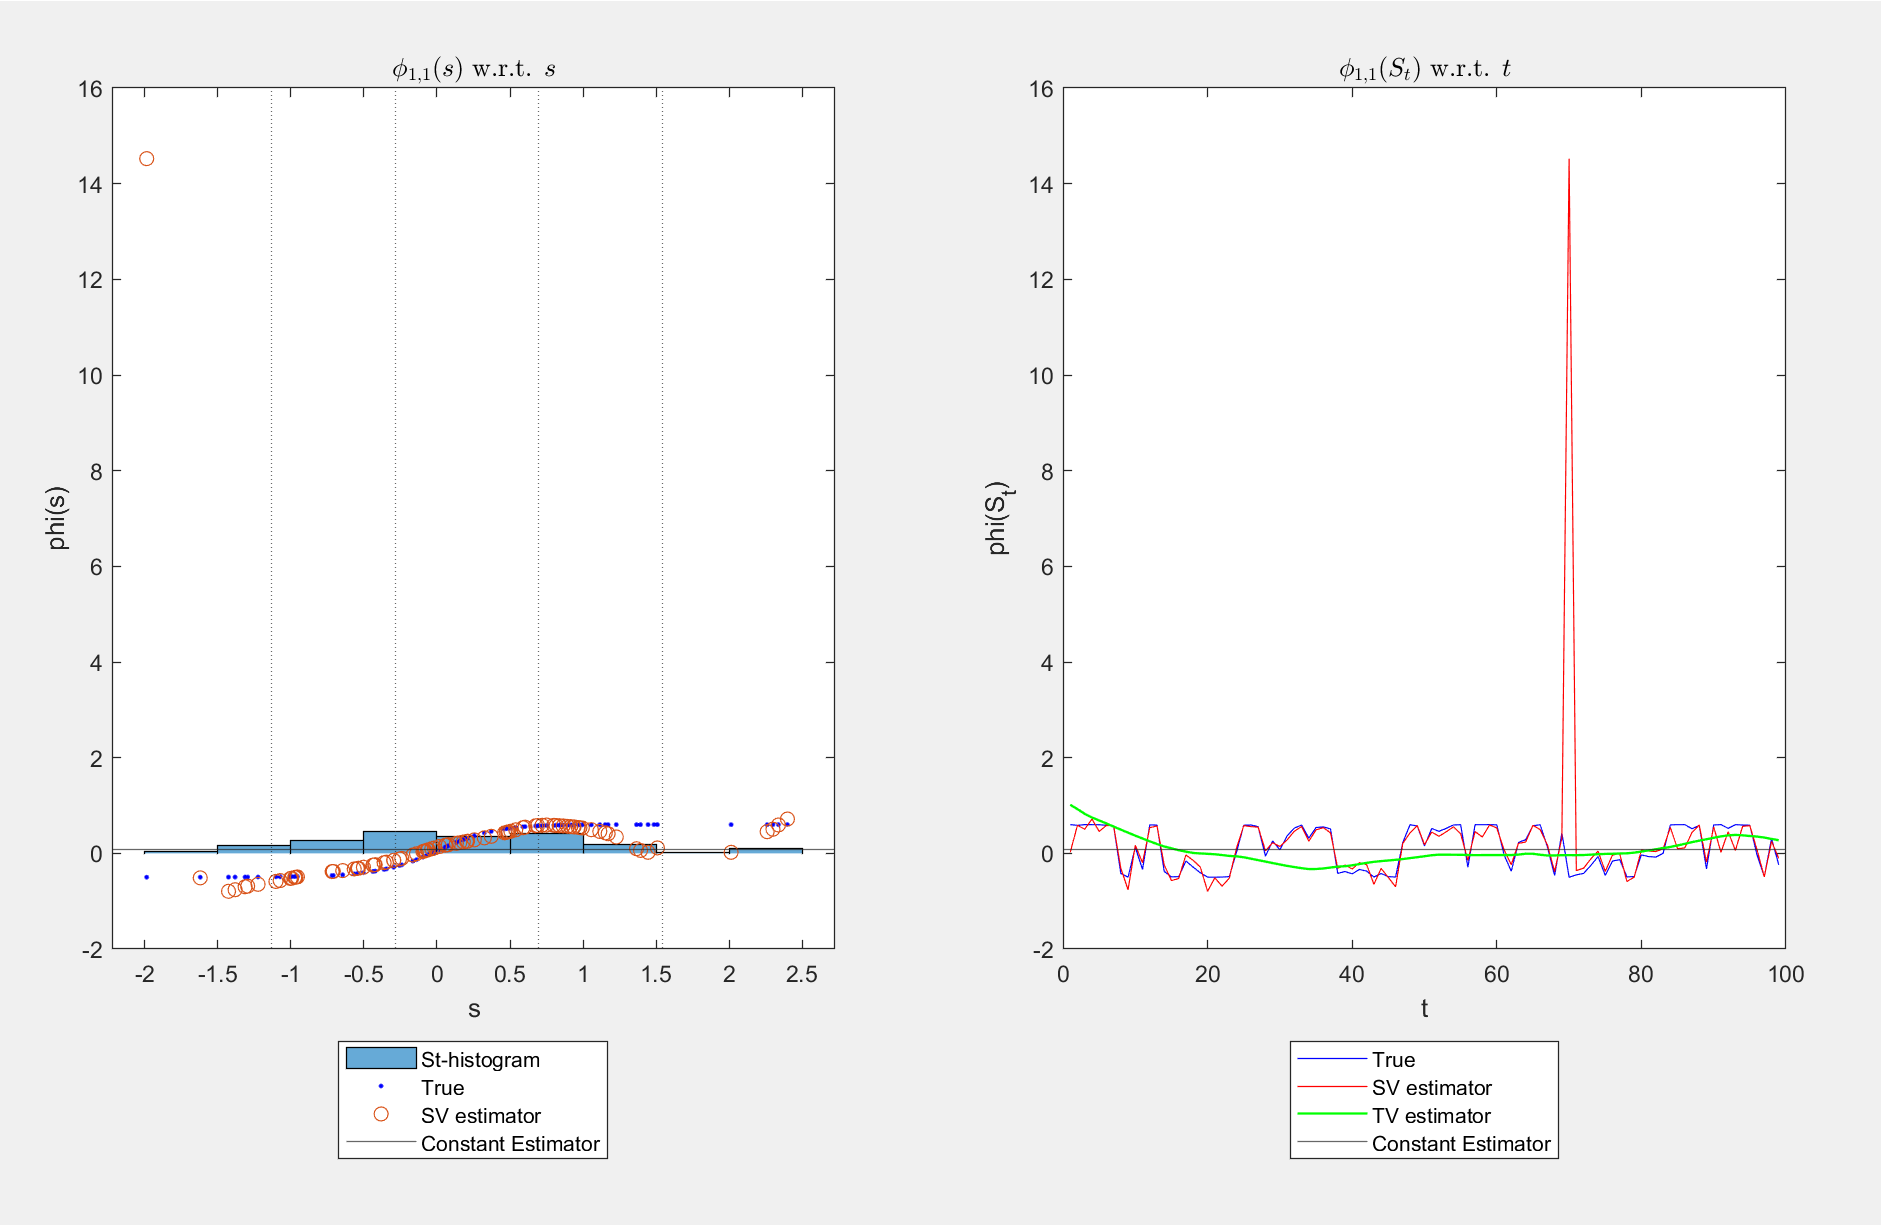 ϕ1,1(s) w.r.t. s
16
14
12
10
8
6
4
2
0
-2
phi(s)
-2 -1.5 -1 -0.5 0 0.5 1 1.5 2 2.5
s
St-histogram
True
SV estimator
Constant Estimator
ϕ1,1(St) w.r.t. t
16
14
12
10
8
6
4
2
0
-2
phi(St)
0 20 40 60 80 100
t
True
SV estimator
TV estimator
Constant Estimator